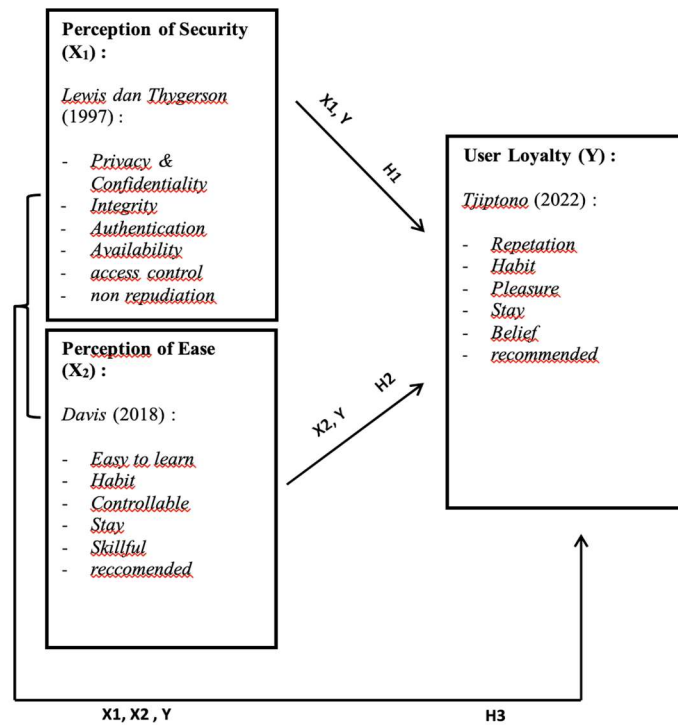 Perception of Security
(X₁) :
Lewis dan Thygerson
(1997) :
- Privacy &
Confidentiality
- Integrity
- Authentication
- Availability
- access control
- non repudiation
X1, Y
H1
User Loyalty (Y) :
Tjiptono (2022) :
- Repetation
- Habit
- Pleasure
- Stay
- Belief
- recommended
Perception of Ease
(X₂) :
Davis (2018) :
- Easy to learn
- Habit
- Controllable
- Stay
- Skillful
- reccomended
X2, Y
H2
X1, X2 , Y
H3